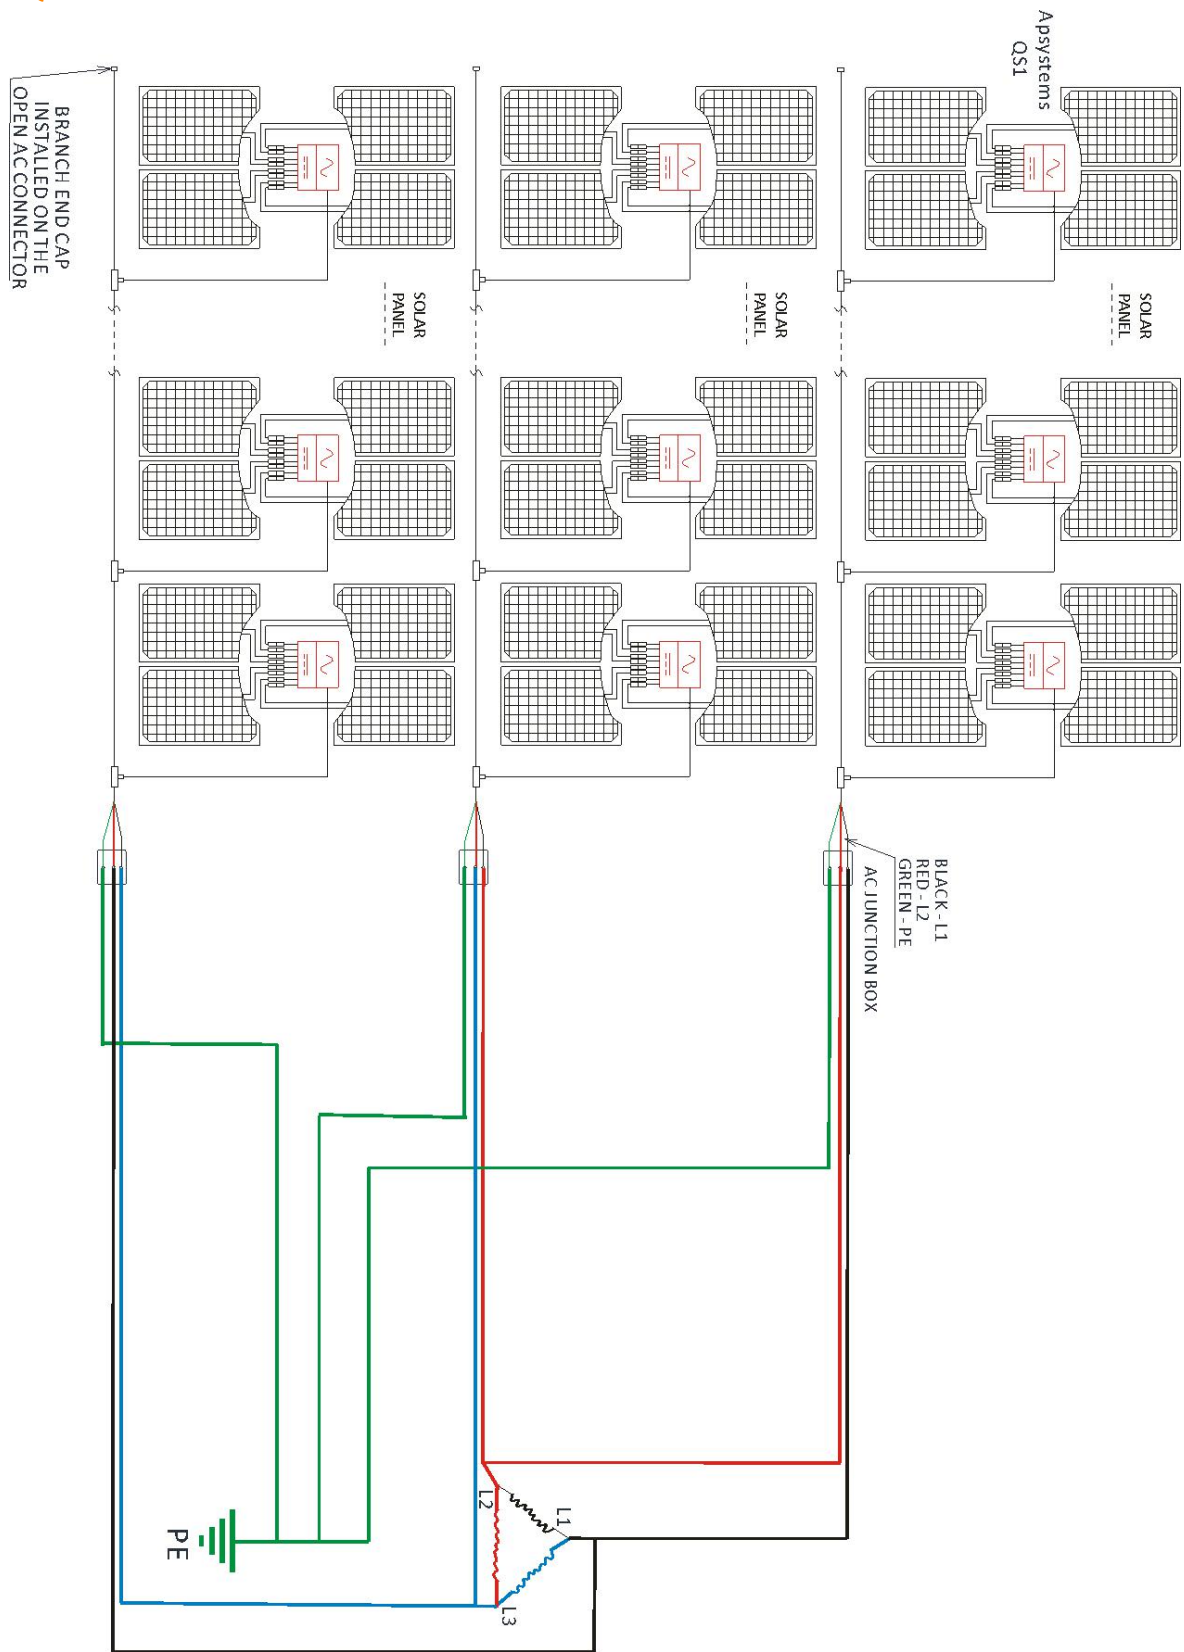 Apsystems
QS1
SOLAR
PANEL
SOLAR
PANEL
SOLAR
PANEL
BRANCH END CAP
INSTALLED ON THE
OPEN AC CONNECTOR
BLACK - L1
RED - L2
GREEN - PE
AC JUNCTION BOX
L1
L2
L3
PE